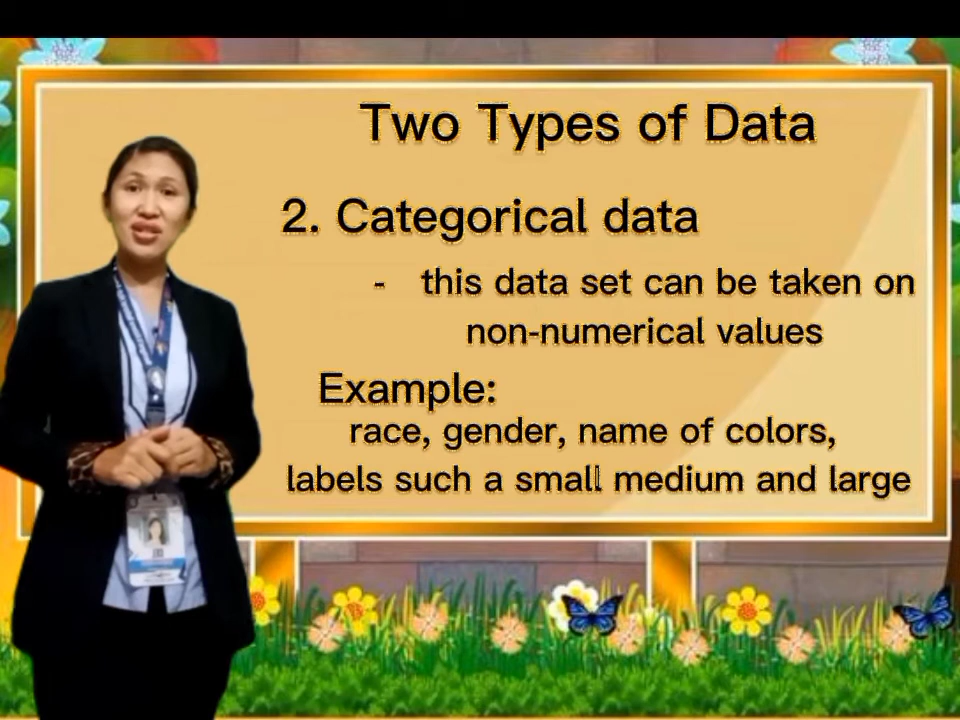 Two Types of Data
2. Categorical data
- this data set can be taken on
non-numerical values
Example:
race, gender, name of colors,
labels such a small medium and large